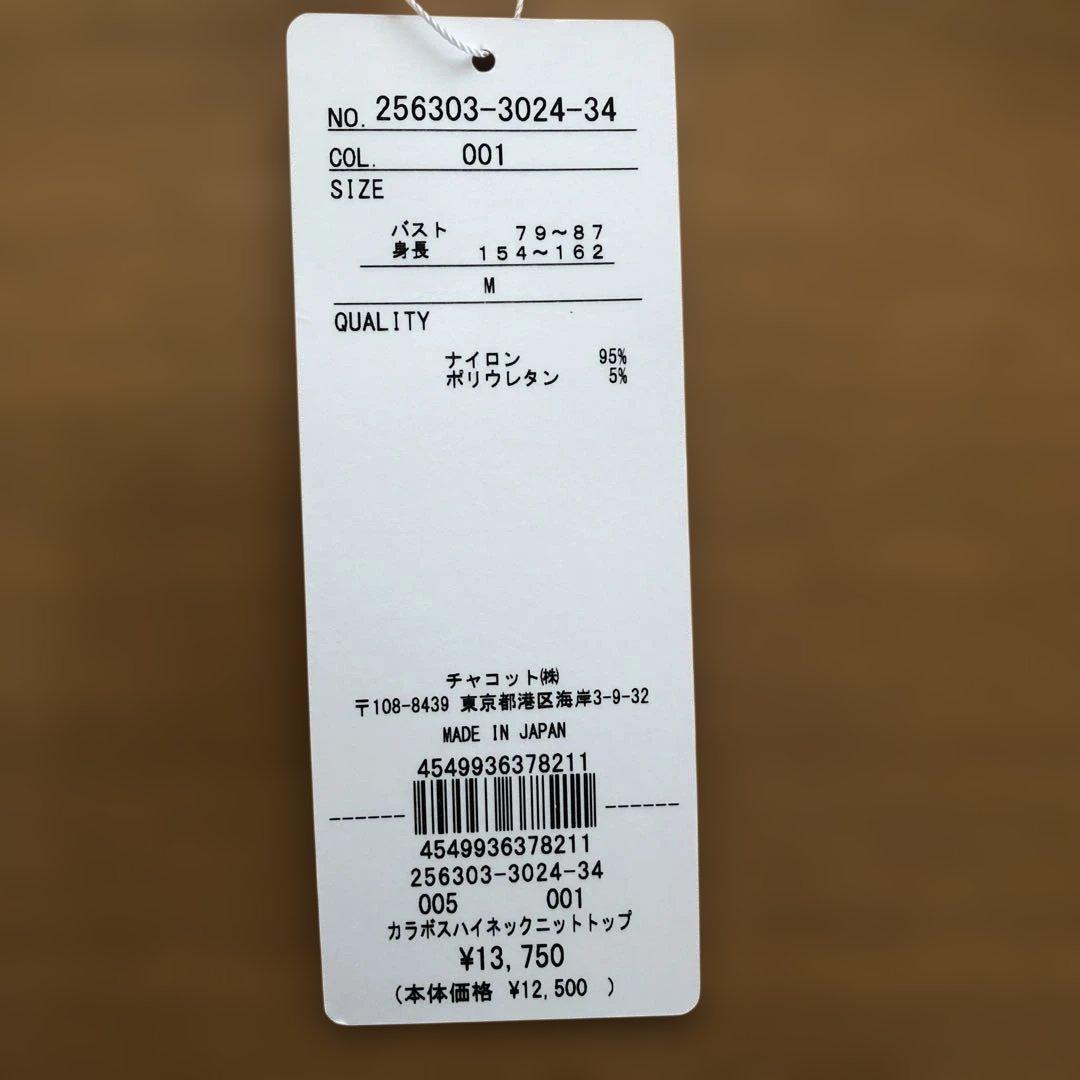 NO. 256303-3024-34
COL. 001
SIZE
バスト 79～87
身長 154～162
M
QUALITY
ナイロン 95%
ポリウレタン 5%
チャコット㈱
〒108-8439 東京都港区海岸3-9-32
MADE IN JAPAN
4549936378211
4549936378211
256303-3024-34
005 001
カラボスハイネックニットトップ
¥13,750
(本体価格 ¥12,500 )